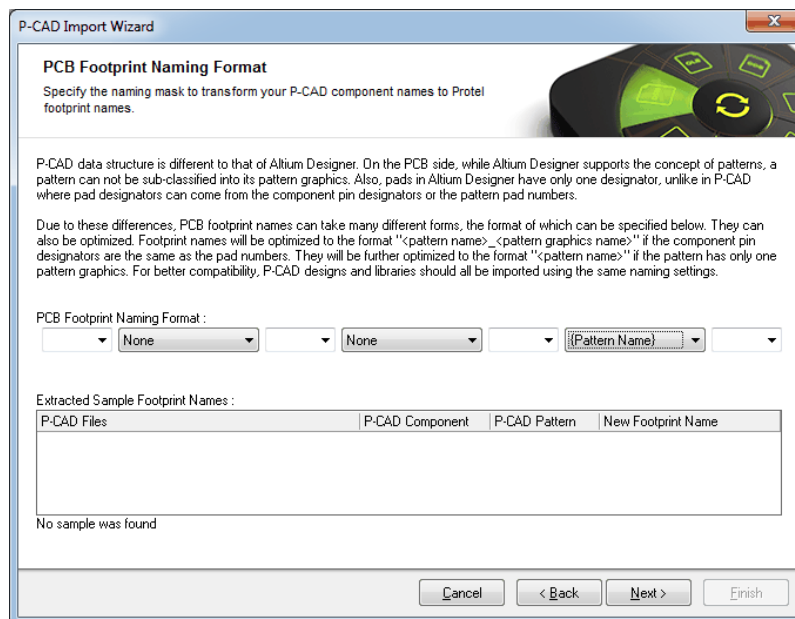 P-CAD Import Wizard
PCB Footprint Naming Format
Specify the naming mask to transform your P-CAD component names to Protel
footprint names.
P-CAD data structure is different to that of Altium Designer. On the PCB side, while Altium Designer supports the concept of patterns, a
pattern can not be sub-classified into its pattern graphics. Also, pads in Altium Designer have only one designator, unlike in P-CAD
where pad designators can come from the component pin designators or the pattern pad numbers.
Due to these differences, PCB footprint names can take many different forms, the format of which can be specified below. They can
also be optimized. Footprint names will be optimized to the format "<pattern name>_<pattern graphics name>" if the component pin
designators are the same as the pad numbers. They will be further optimized to the format "<pattern name>" if the pattern has only one
pattern graphics. For better compatibility, P-CAD designs and libraries should all be imported using the same naming settings.
PCB Footprint Naming Format :
None None {Pattern Name}
Extracted Sample Footprint Names :
P-CAD Files P-CAD Component P-CAD Pattern New Footprint Name
No sample was found
Cancel < Back Next > Finish